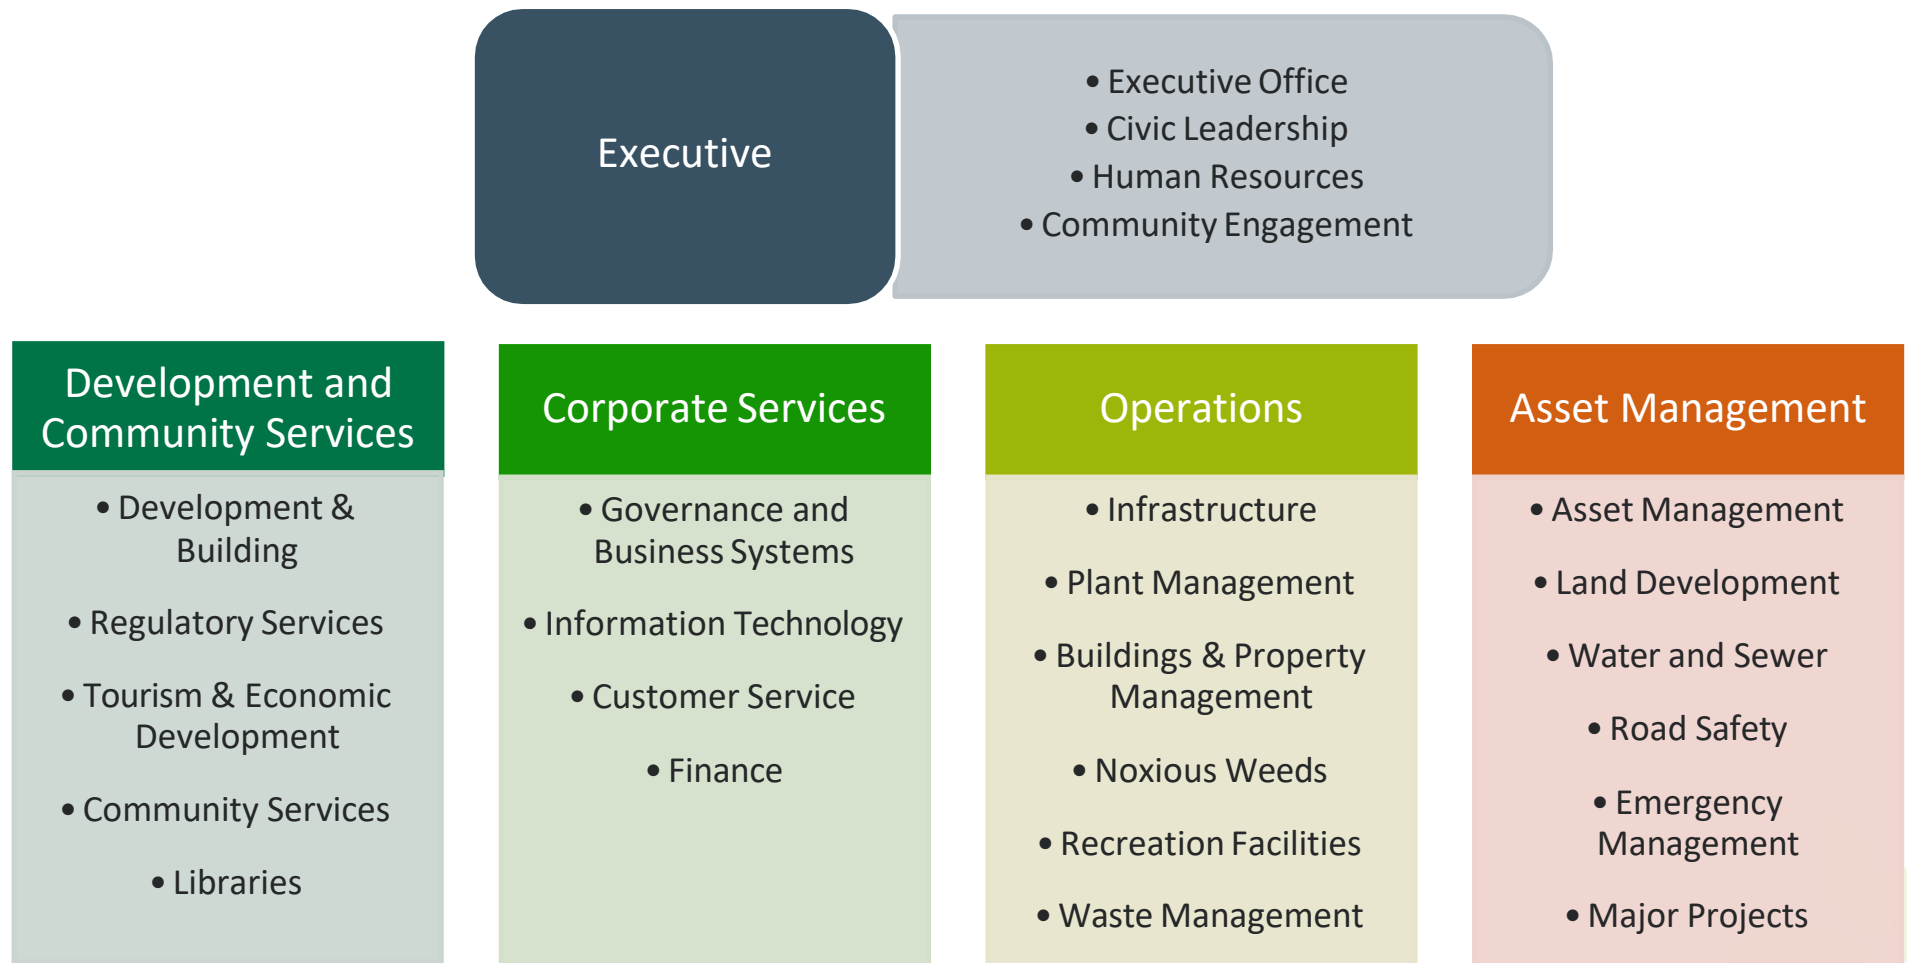 Executive
• Executive Office
• Civic Leadership
• Human Resources
• Community Engagement
Development and
Community Services
• Development &
Building
• Regulatory Services
• Tourism & Economic
Development
• Community Services
• Libraries
Corporate Services
• Governance and
Business Systems
• Information Technology
• Customer Service
• Finance
Operations
• Infrastructure
• Plant Management
• Buildings & Property
Management
• Noxious Weeds
• Recreation Facilities
• Waste Management
Asset Management
• Asset Management
• Land Development
• Water and Sewer
• Road Safety
• Emergency
Management
• Major Projects